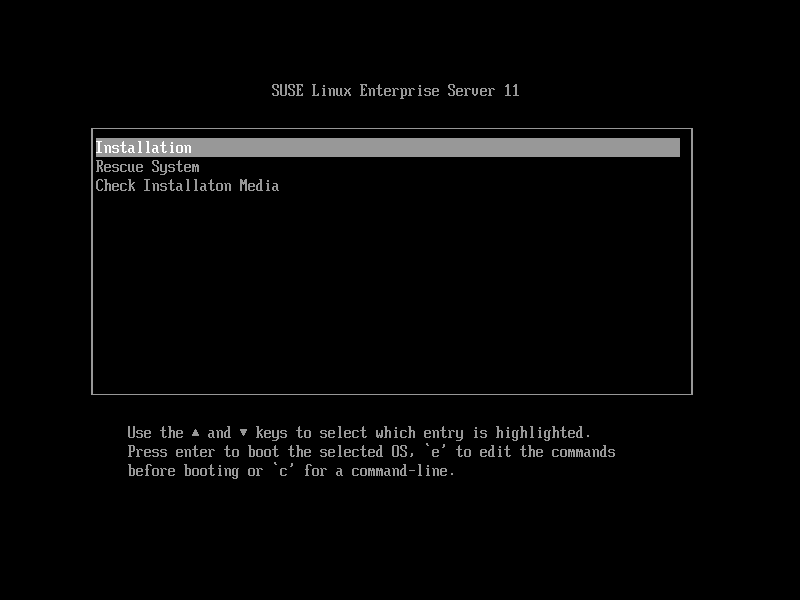 SUSE Linux Enterprise Server 11
Installation
Rescue System
Check Installaton Media
Use the ▲ and ▼ keys to select which entry is highlighted.
Press enter to boot the selected OS, `e' to edit the commands
before booting or `c' for a command-line.